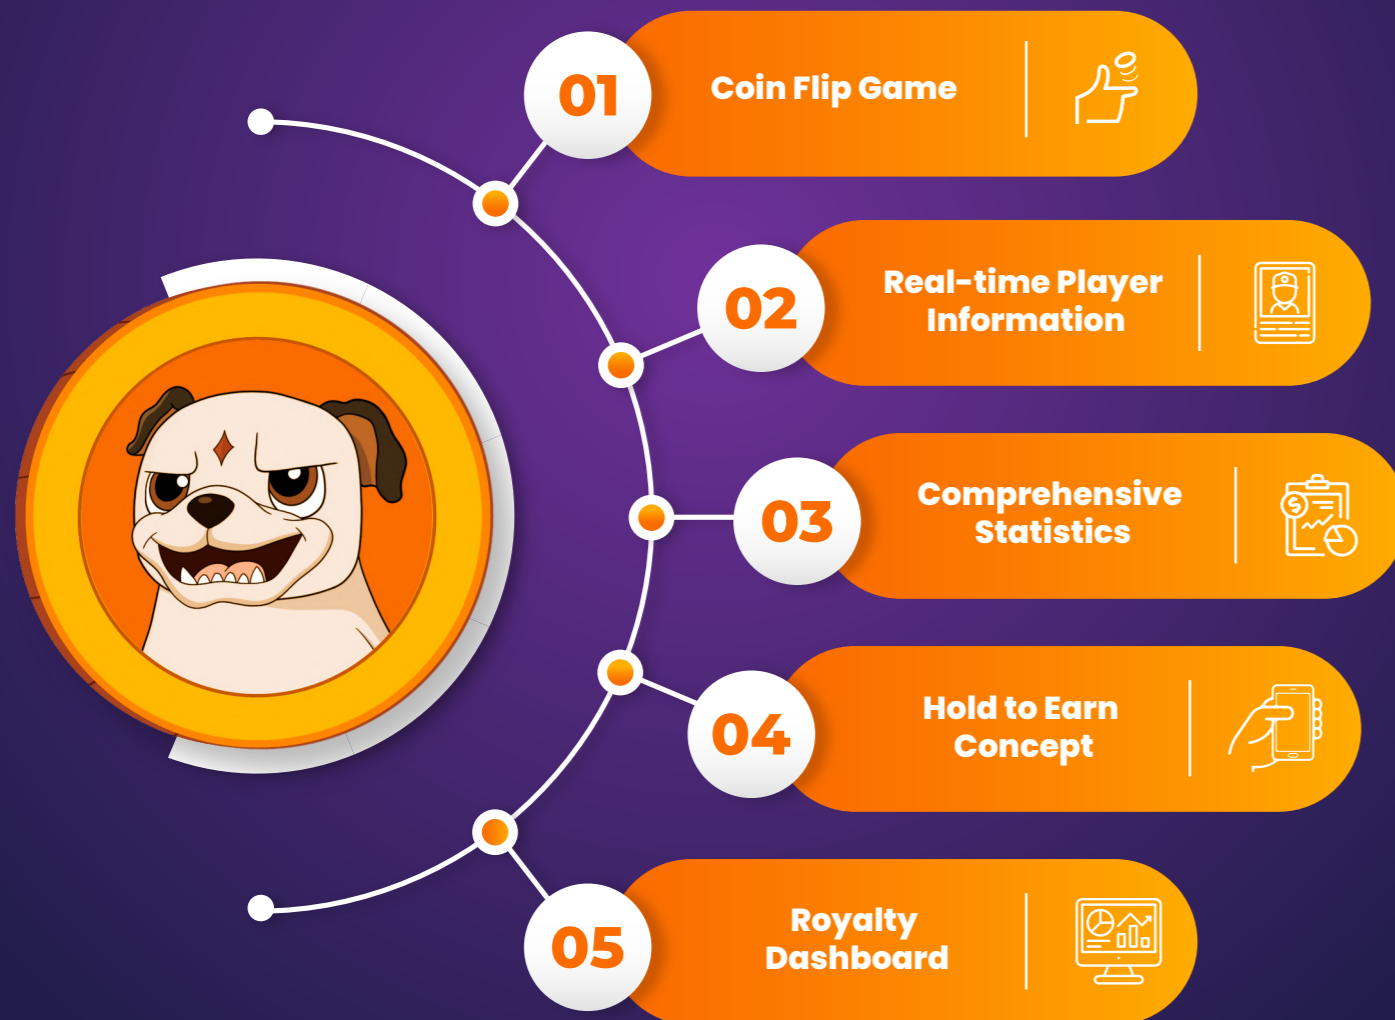 01
Coin Flip Game
02
Real-time Player
Information
03
Comprehensive
Statistics
04
Hold to Earn
Concept
05
Royalty
Dashboard